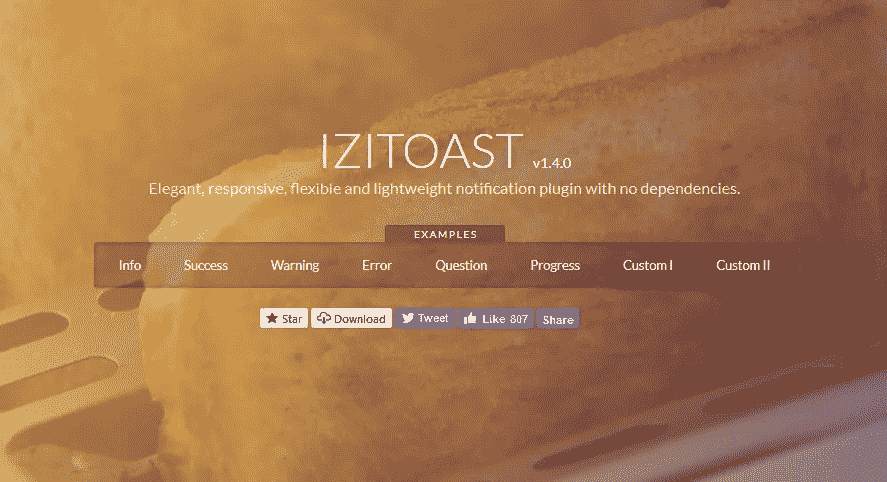 IZITOAST v1.4.0
Elegant, responsive, flexible and lightweight notification plugin with no dependencies.
EXAMPLES
Info Success Warning Error Question Progress Custom I Custom II
Star Download Tweet Like 807 Share